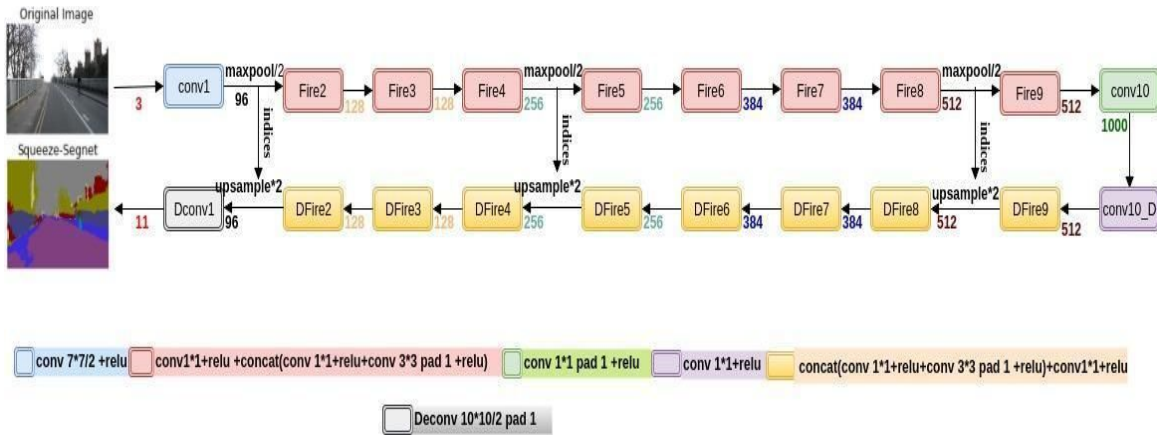 Original Image
maxpool/2 maxpool/2 maxpool/2
conv1 Fire2 Fire3 Fire4 Fire5 Fire6 Fire7 Fire8 Fire9 conv10
3 96 128 128 256 256 384 384 512 512 1000
indices indices indices
Squeeze-Segnet
upsample*2 upsample*2 upsample*2
Dconv1 DFire2 DFire3 DFire4 DFire5 DFire6 DFire7 DFire8 DFire9 conv10_D
11 96 128 128 256 256 384 384 512 512
conv 7*7/2 +relu conv1*1+relu +concat(conv 1*1+relu+conv 3*3 pad 1 +relu) conv 1*1 pad 1 +relu conv 1*1+relu concat(conv 1*1+relu+conv 3*3 pad 1 +relu)+conv1*1+relu
Deconv 10*10/2 pad 1